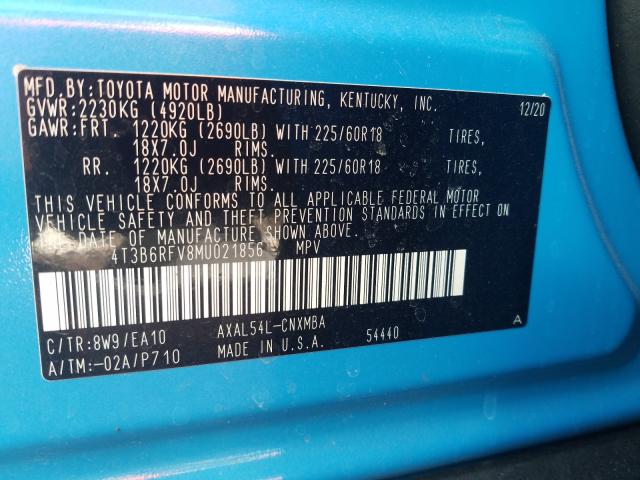 MFD.BY:TOYOTA MOTOR MANUFACTURING, KENTUCKY, INC. 12/20
GVWR:2230KG (4920LB)
GAWR:FRT. 1220KG (2690LB) WITH 225/60R18 TIRES,
18X7.0J RIMS.
RR. 1220KG (2690LB) WITH 225/60R18 TIRES,
18X7.0J RIMS.
THIS VEHICLE CONFORMS TO ALL APPLICABLE FEDERAL MOTOR
VEHICLE SAFETY AND THEFT PREVENTION STANDARDS IN EFFECT ON
THE DATE OF MANUFACTURE SHOWN ABOVE.
4T3B6RFV8MU021856 MPV
C/TR:8W9/EA10 AXAL54L-CNXMBA A
A/TM:-02A/P710 MADE IN U.S.A. 54440